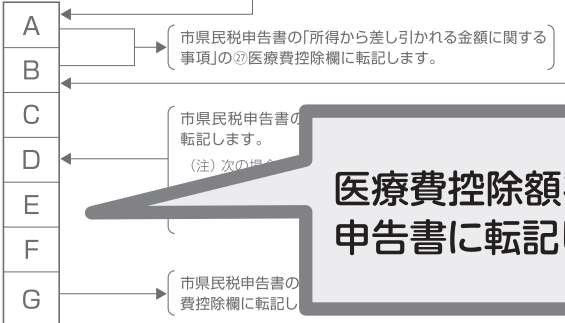 A
市県民税申告書の「所得から差し引かれる金額に関する
事項」の㉗医療費控除欄に転記します。
B
C
市県民税申告書の
転記します。
D
(注) 次の場合
医療費控除額
E
申告書に転記
F
G
市県民税申告書の
費控除欄に転記し